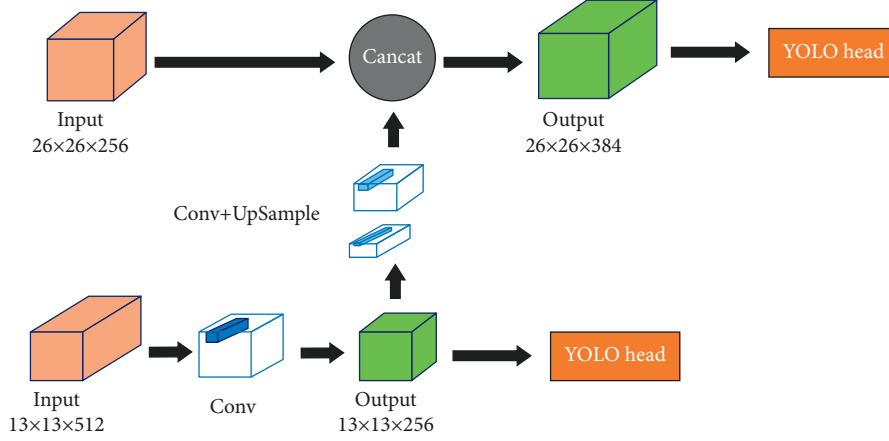 Cancat
YOLO head
Input
26×26×256
Output
26×26×384
Conv+UpSample
YOLO head
Input
13×13×512
Conv
Output
13×13×256